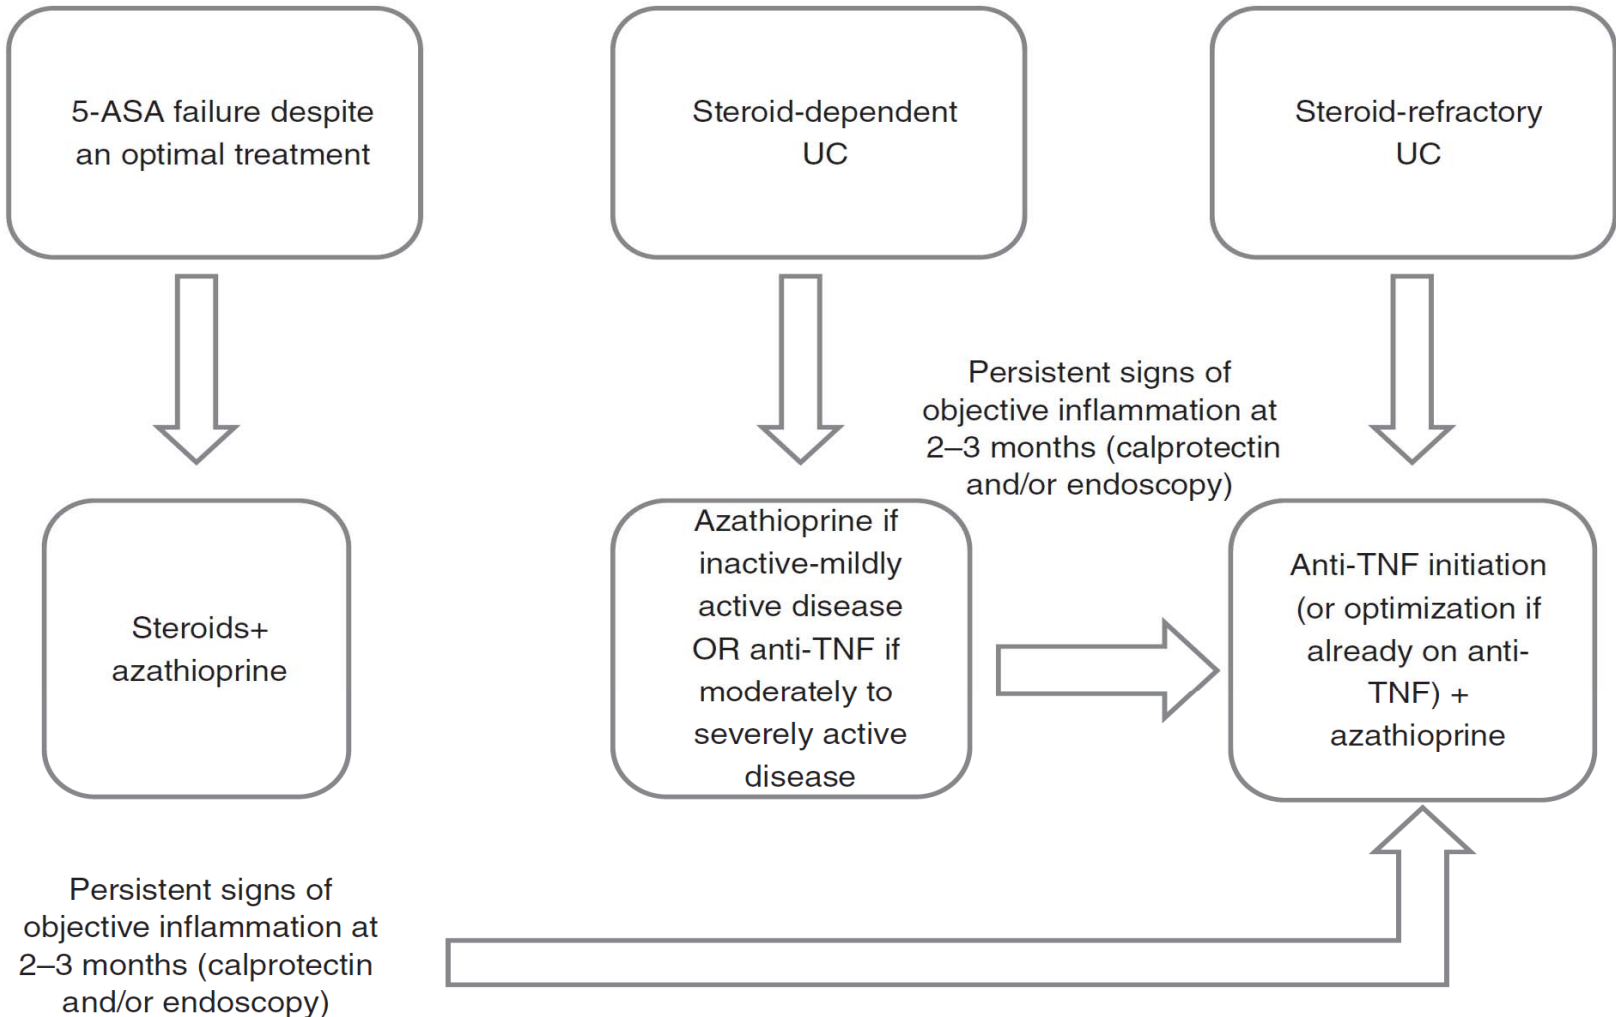 5-ASA failure despite
an optimal treatment
Steroid-dependent
UC
Steroid-refractory
UC
Persistent signs of
objective inflammation at
2–3 months (calprotectin
and/or endoscopy)
Steroids+
azathioprine
Azathioprine if
inactive-mildly
active disease
OR anti-TNF if
moderately to
severely active
disease
Anti-TNF initiation
(or optimization if
already on anti-
TNF) +
azathioprine
Persistent signs of
objective inflammation at
2–3 months (calprotectin
and/or endoscopy)